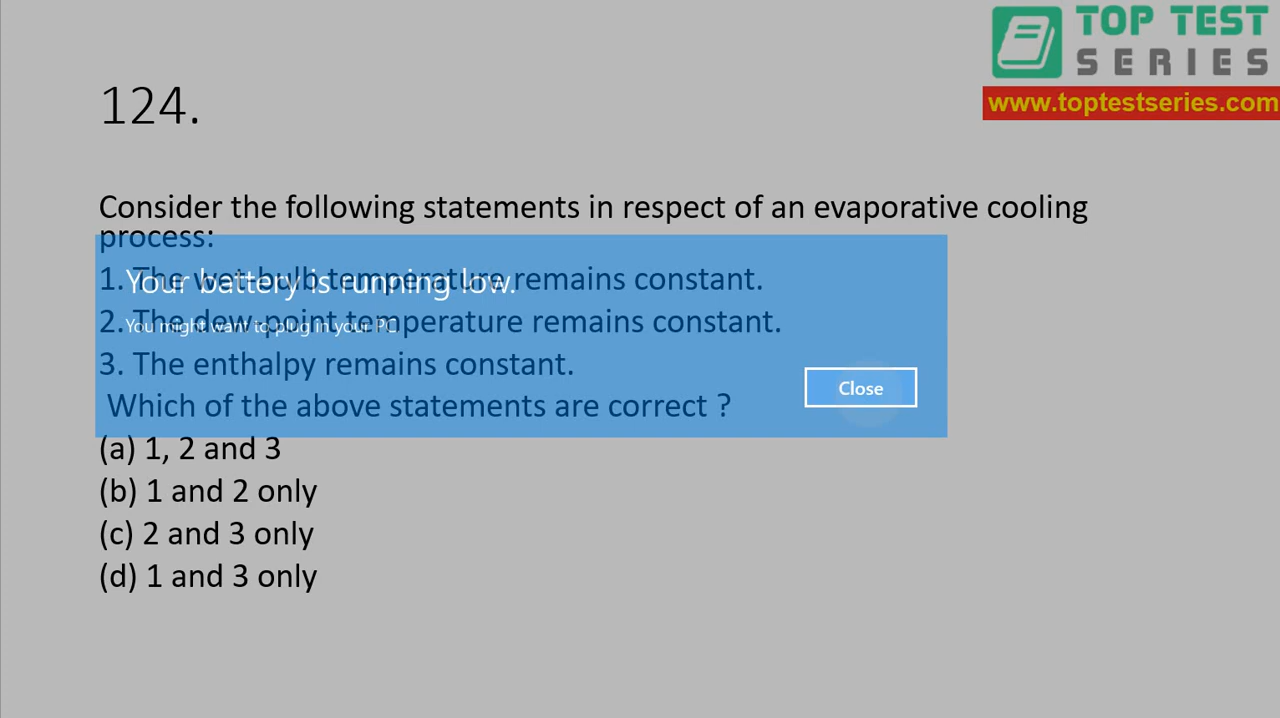 TOP TEST
SERIES
www.toptestseries.com
124.
Consider the following statements in respect of an evaporative cooling
process:
1. The wet-bulb temperature remains constant.
Your battery is running low.
2. The dew-point temperature remains constant.
You might want to plug in your PC.
3. The enthalpy remains constant.
Close
Which of the above statements are correct ?
(a) 1, 2 and 3
(b) 1 and 2 only
(c) 2 and 3 only
(d) 1 and 3 only